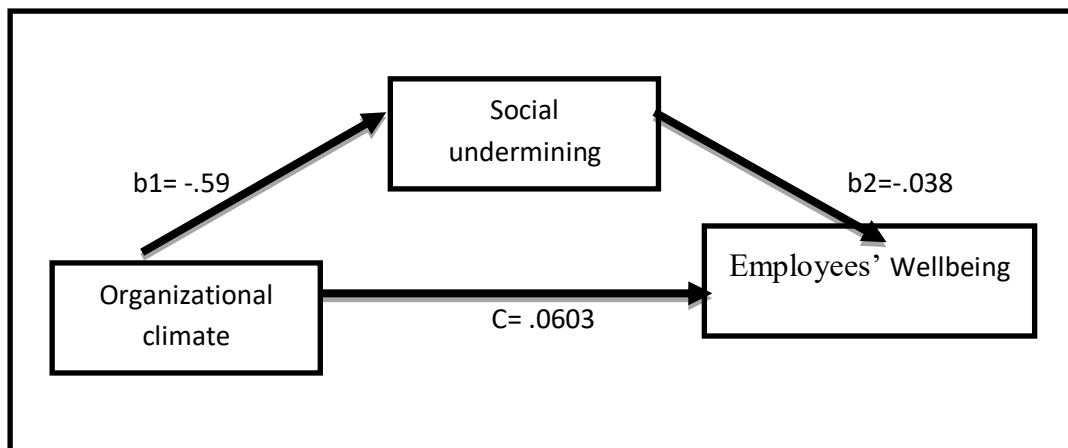 Social
undermining
b1= -.59
b2=-.038
Organizational
climate
C= .0603
Employees’ Wellbeing